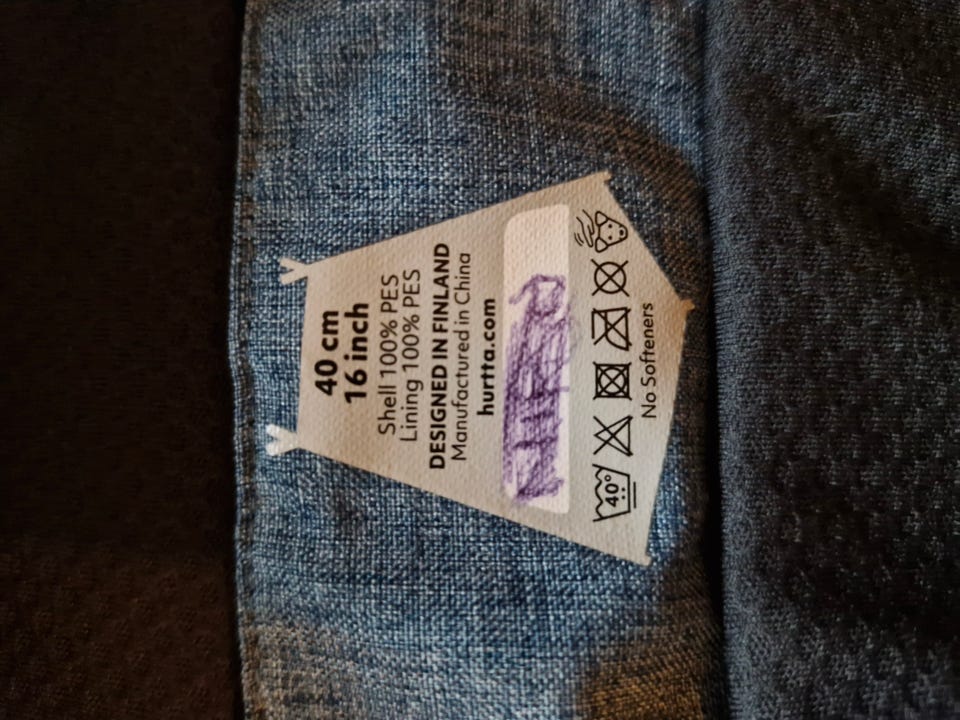 40 cm
16 inch
Shell 100% PES
Lining 100% PES
DESIGNED IN FINLAND
Manufactured in China
hurtta.com
40°
No Softeners